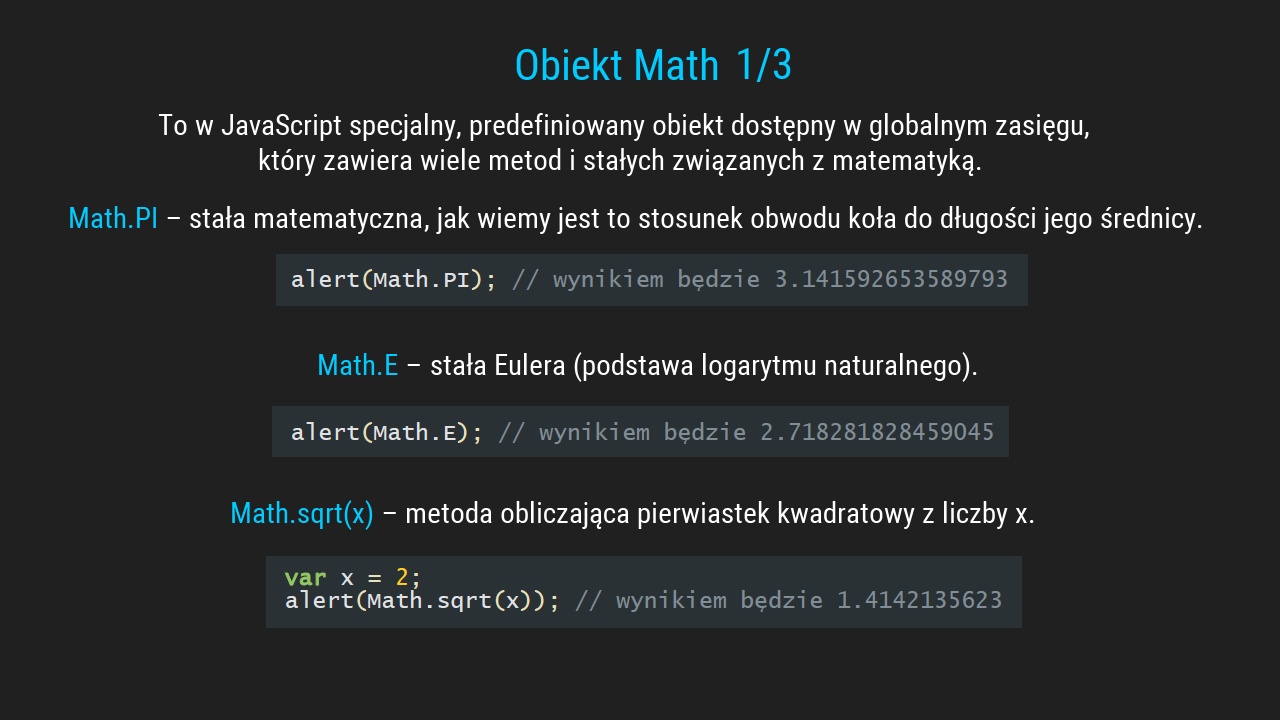 Obiekt Math 1/3
To w JavaScript specjalny, predefiniowany obiekt dostępny w globalnym zasięgu,
który zawiera wiele metod i stałych związanych z matematyką.
Math.PI – stała matematyczna, jak wiemy jest to stosunek obwodu koła do długości jego średnicy.
alert(Math.PI); // wynikiem będzie 3.141592653589793
Math.E – stała Eulera (podstawa logarytmu naturalnego).
alert(Math.E); // wynikiem będzie 2.718281828459045
Math.sqrt(x) – metoda obliczająca pierwiastek kwadratowy z liczby x.
var x = 2;
alert(Math.sqrt(x)); // wynikiem będzie 1.4142135623